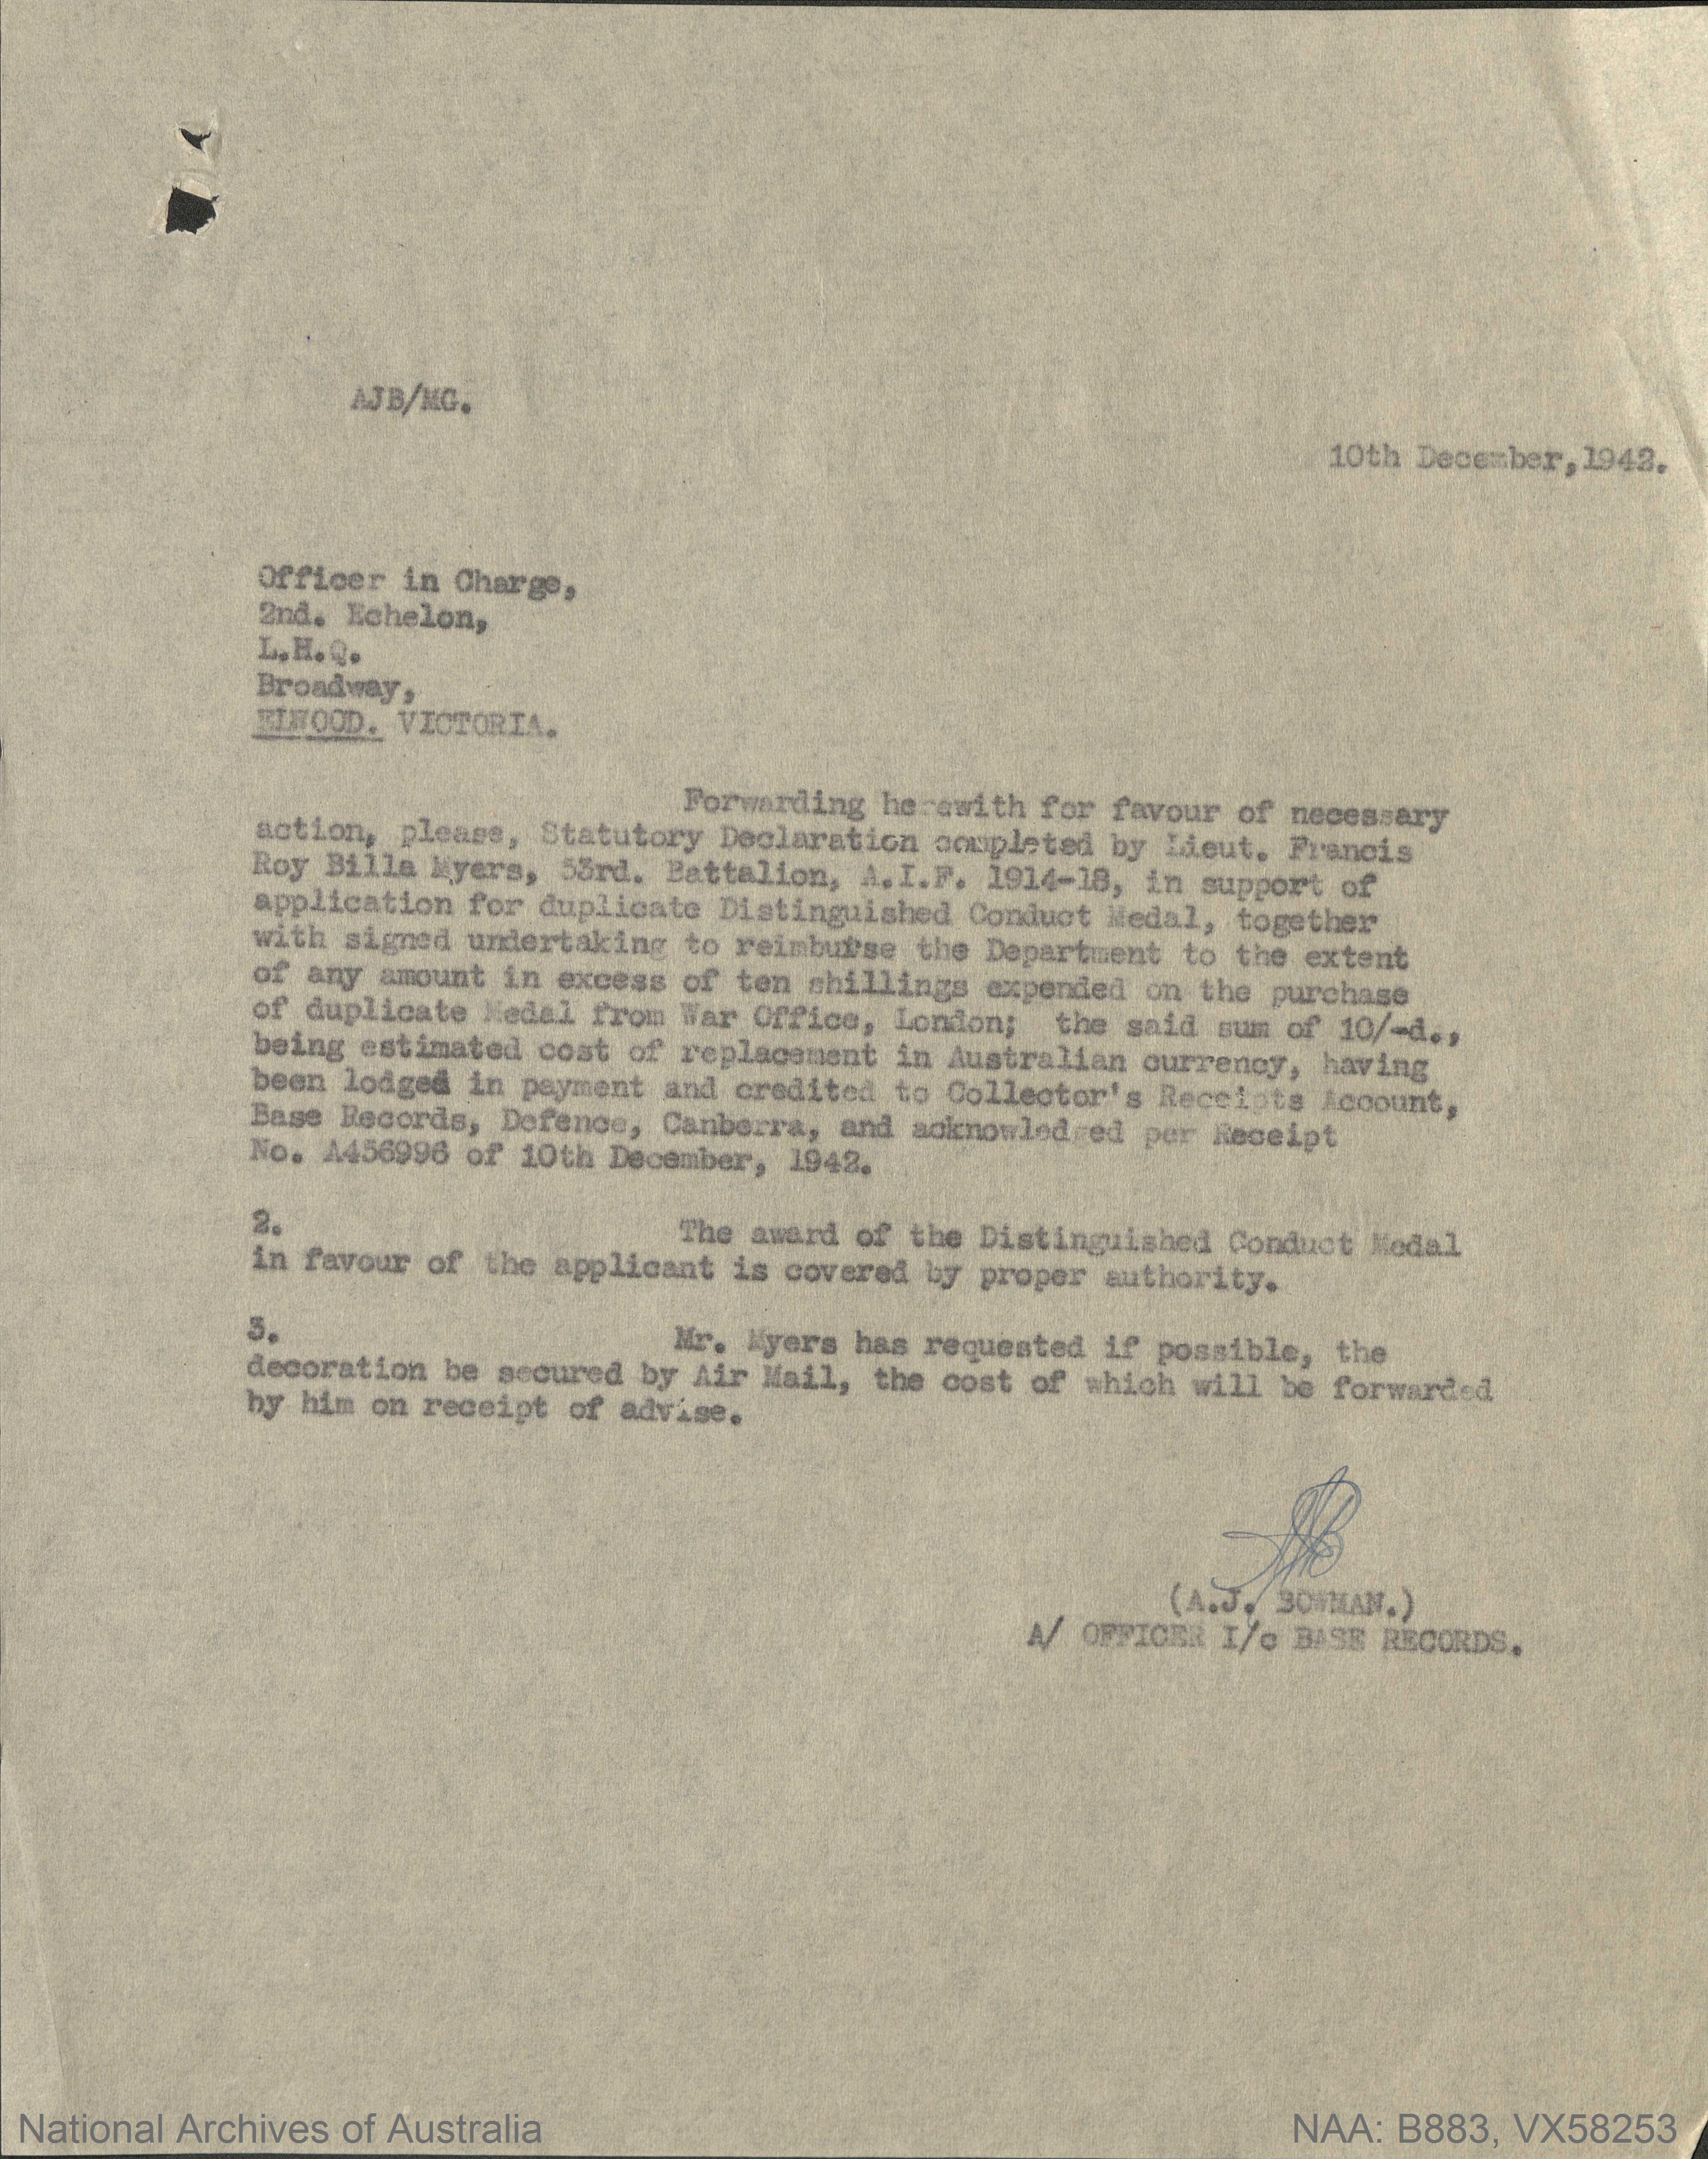 AJB/MG.
10th December,1942.
Officer in Charge,
2nd. Echelon,
L.H.Q.
Broadway,
ELWOOD. VICTORIA.
Forwarding herewith for favour of necessary
action, please, Statutory Declaration completed by Lieut. Francis
Roy Billa Myers, 53rd. Battalion, A.I.F. 1914-18, in support of
application for duplicate Distinguished Conduct Medal, together
with signed undertaking to reimburse the Department to the extent
of any amount in excess of ten shillings expended on the purchase
of duplicate Medal from War Office, London; the said sum of 10/-d.,
being estimated cost of replacement in Australian currency, having
been lodged in payment and credited to Collector's Receipts Account,
Base Records, Defence, Canberra, and acknowledged per Receipt
No. A456996 of 10th December, 1942.
2. The award of the Distinguished Conduct Medal
in favour of the applicant is covered by proper authority.
3. Mr. Myers has requested if possible, the
decoration be secured by Air Mail, the cost of which will be forwarded
by him on receipt of advise.
AJB
(A.J. BOWMAN.)
A/ OFFICER I/c BASE RECORDS.
National Archives of Australia
NAA: B883, VX58253